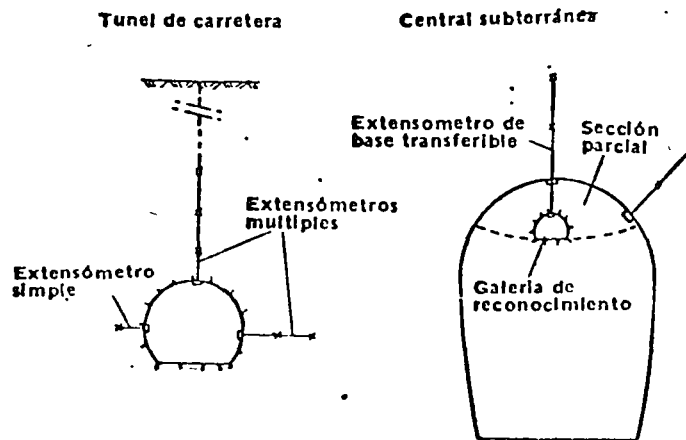 Tunel de carretera
Central subterránea
Extensometro de
base transferible
Sección
parcial
Extensómetros
multiples
Extensómetro
simple
Galeria de
reconocimiento